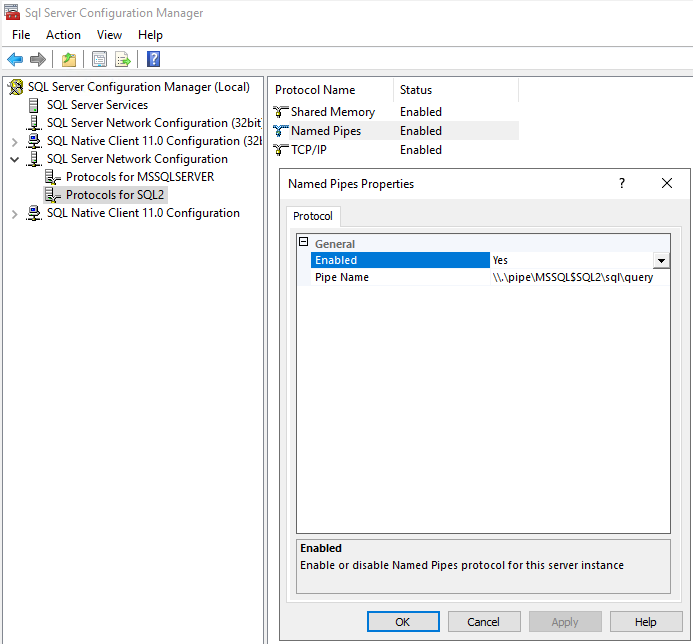 Sql Server Configuration Manager
File Action View Help
SQL Server Configuration Manager (Local)
SQL Server Services
SQL Server Network Configuration (32bit
SQL Native Client 11.0 Configuration (32b
SQL Server Network Configuration
Protocols for MSSQLSERVER
Protocols for SQL2
SQL Native Client 11.0 Configuration
Protocol Name Status
Shared Memory Enabled
Named Pipes Enabled
TCP/IP Enabled
Named Pipes Properties ?
Protocol
General
Enabled Yes
Pipe Name \\.\pipe\MSSQL$SQL2\sql\query
Enabled
Enable or disable Named Pipes protocol for this server instance
OK Cancel Apply Help